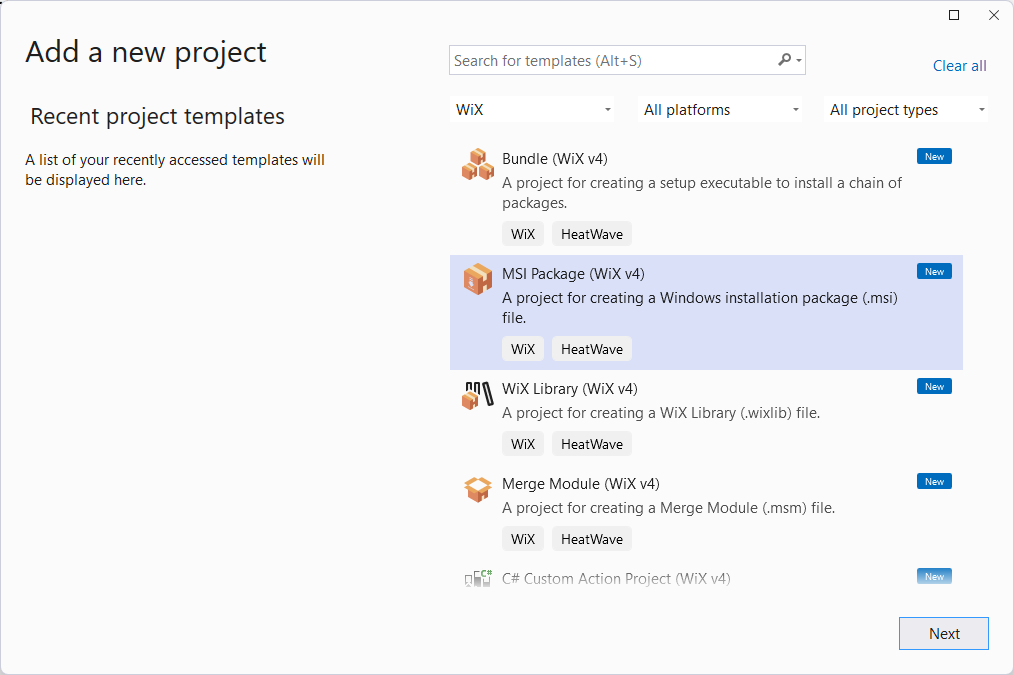 Add a new project
Search for templates (Alt+S)
Clear all
Recent project templates
WiX
All platforms
All project types
A list of your recently accessed templates will
be displayed here.
Bundle (WiX v4)
New
A project for creating a setup executable to install a chain of
packages.
WiX
HeatWave
MSI Package (WiX v4)
New
A project for creating a Windows installation package (.msi)
file.
WiX
HeatWave
WiX Library (WiX v4)
New
A project for creating a WiX Library (.wixlib) file.
WiX
HeatWave
Merge Module (WiX v4)
New
A project for creating a Merge Module (.msm) file.
WiX
HeatWave
C#
C# Custom Action Project (WiX v4)
New
Next